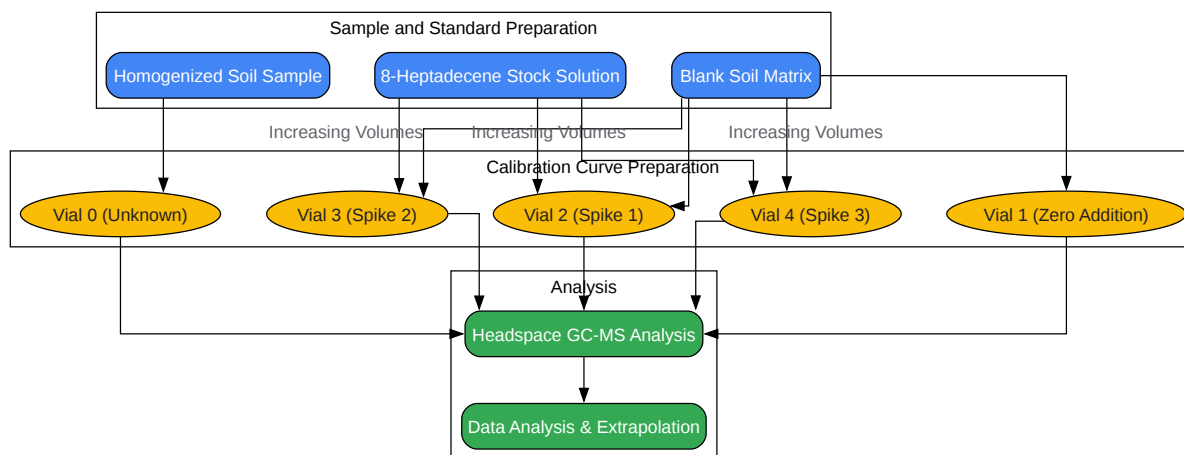 Sample and Standard Preparation
Homogenized Soil Sample
8-Heptadecene Stock Solution
Blank Soil Matrix
Increasing Volumes
Increasing Volumes
Increasing Volumes
Calibration Curve Preparation
Vial 0 (Unknown)
Vial 3 (Spike 2)
Vial 2 (Spike 1)
Vial 4 (Spike 3)
Vial 1 (Zero Addition)
Analysis
Headspace GC-MS Analysis
Data Analysis & Extrapolation